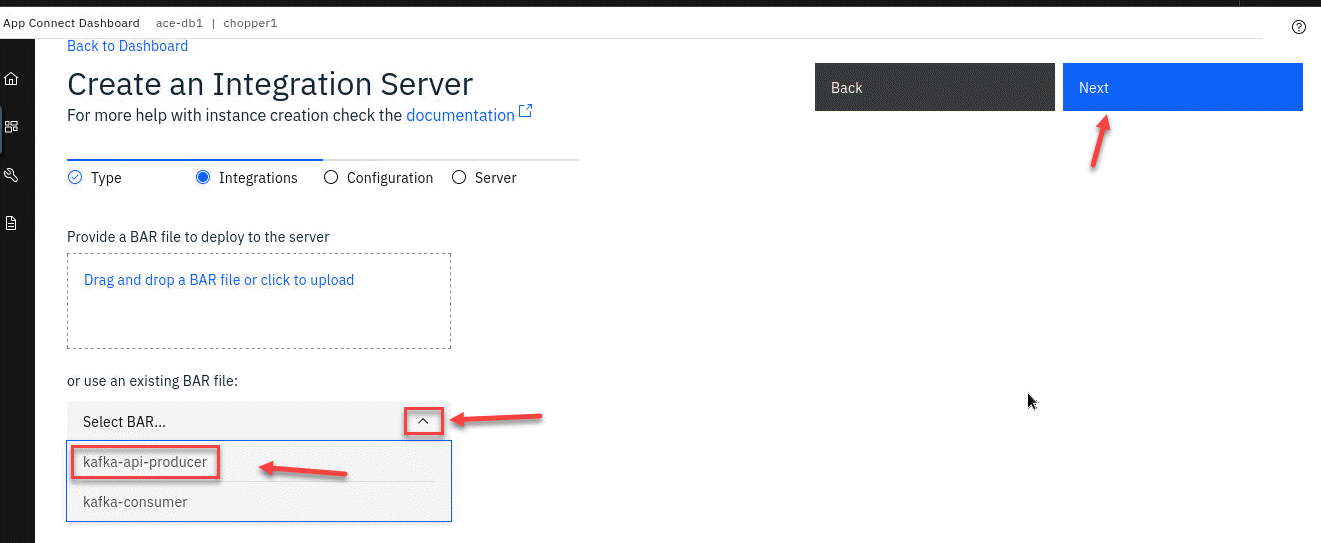 App Connect Dashboard ace-db1 | chopper1
Back to Dashboard
Create an Integration Server
For more help with instance creation check the documentation
Back
Next
Type
Integrations
Configuration
Server
Provide a BAR file to deploy to the server
Drag and drop a BAR file or click to upload
or use an existing BAR file:
Select BAR...
kafka-api-producer
kafka-consumer